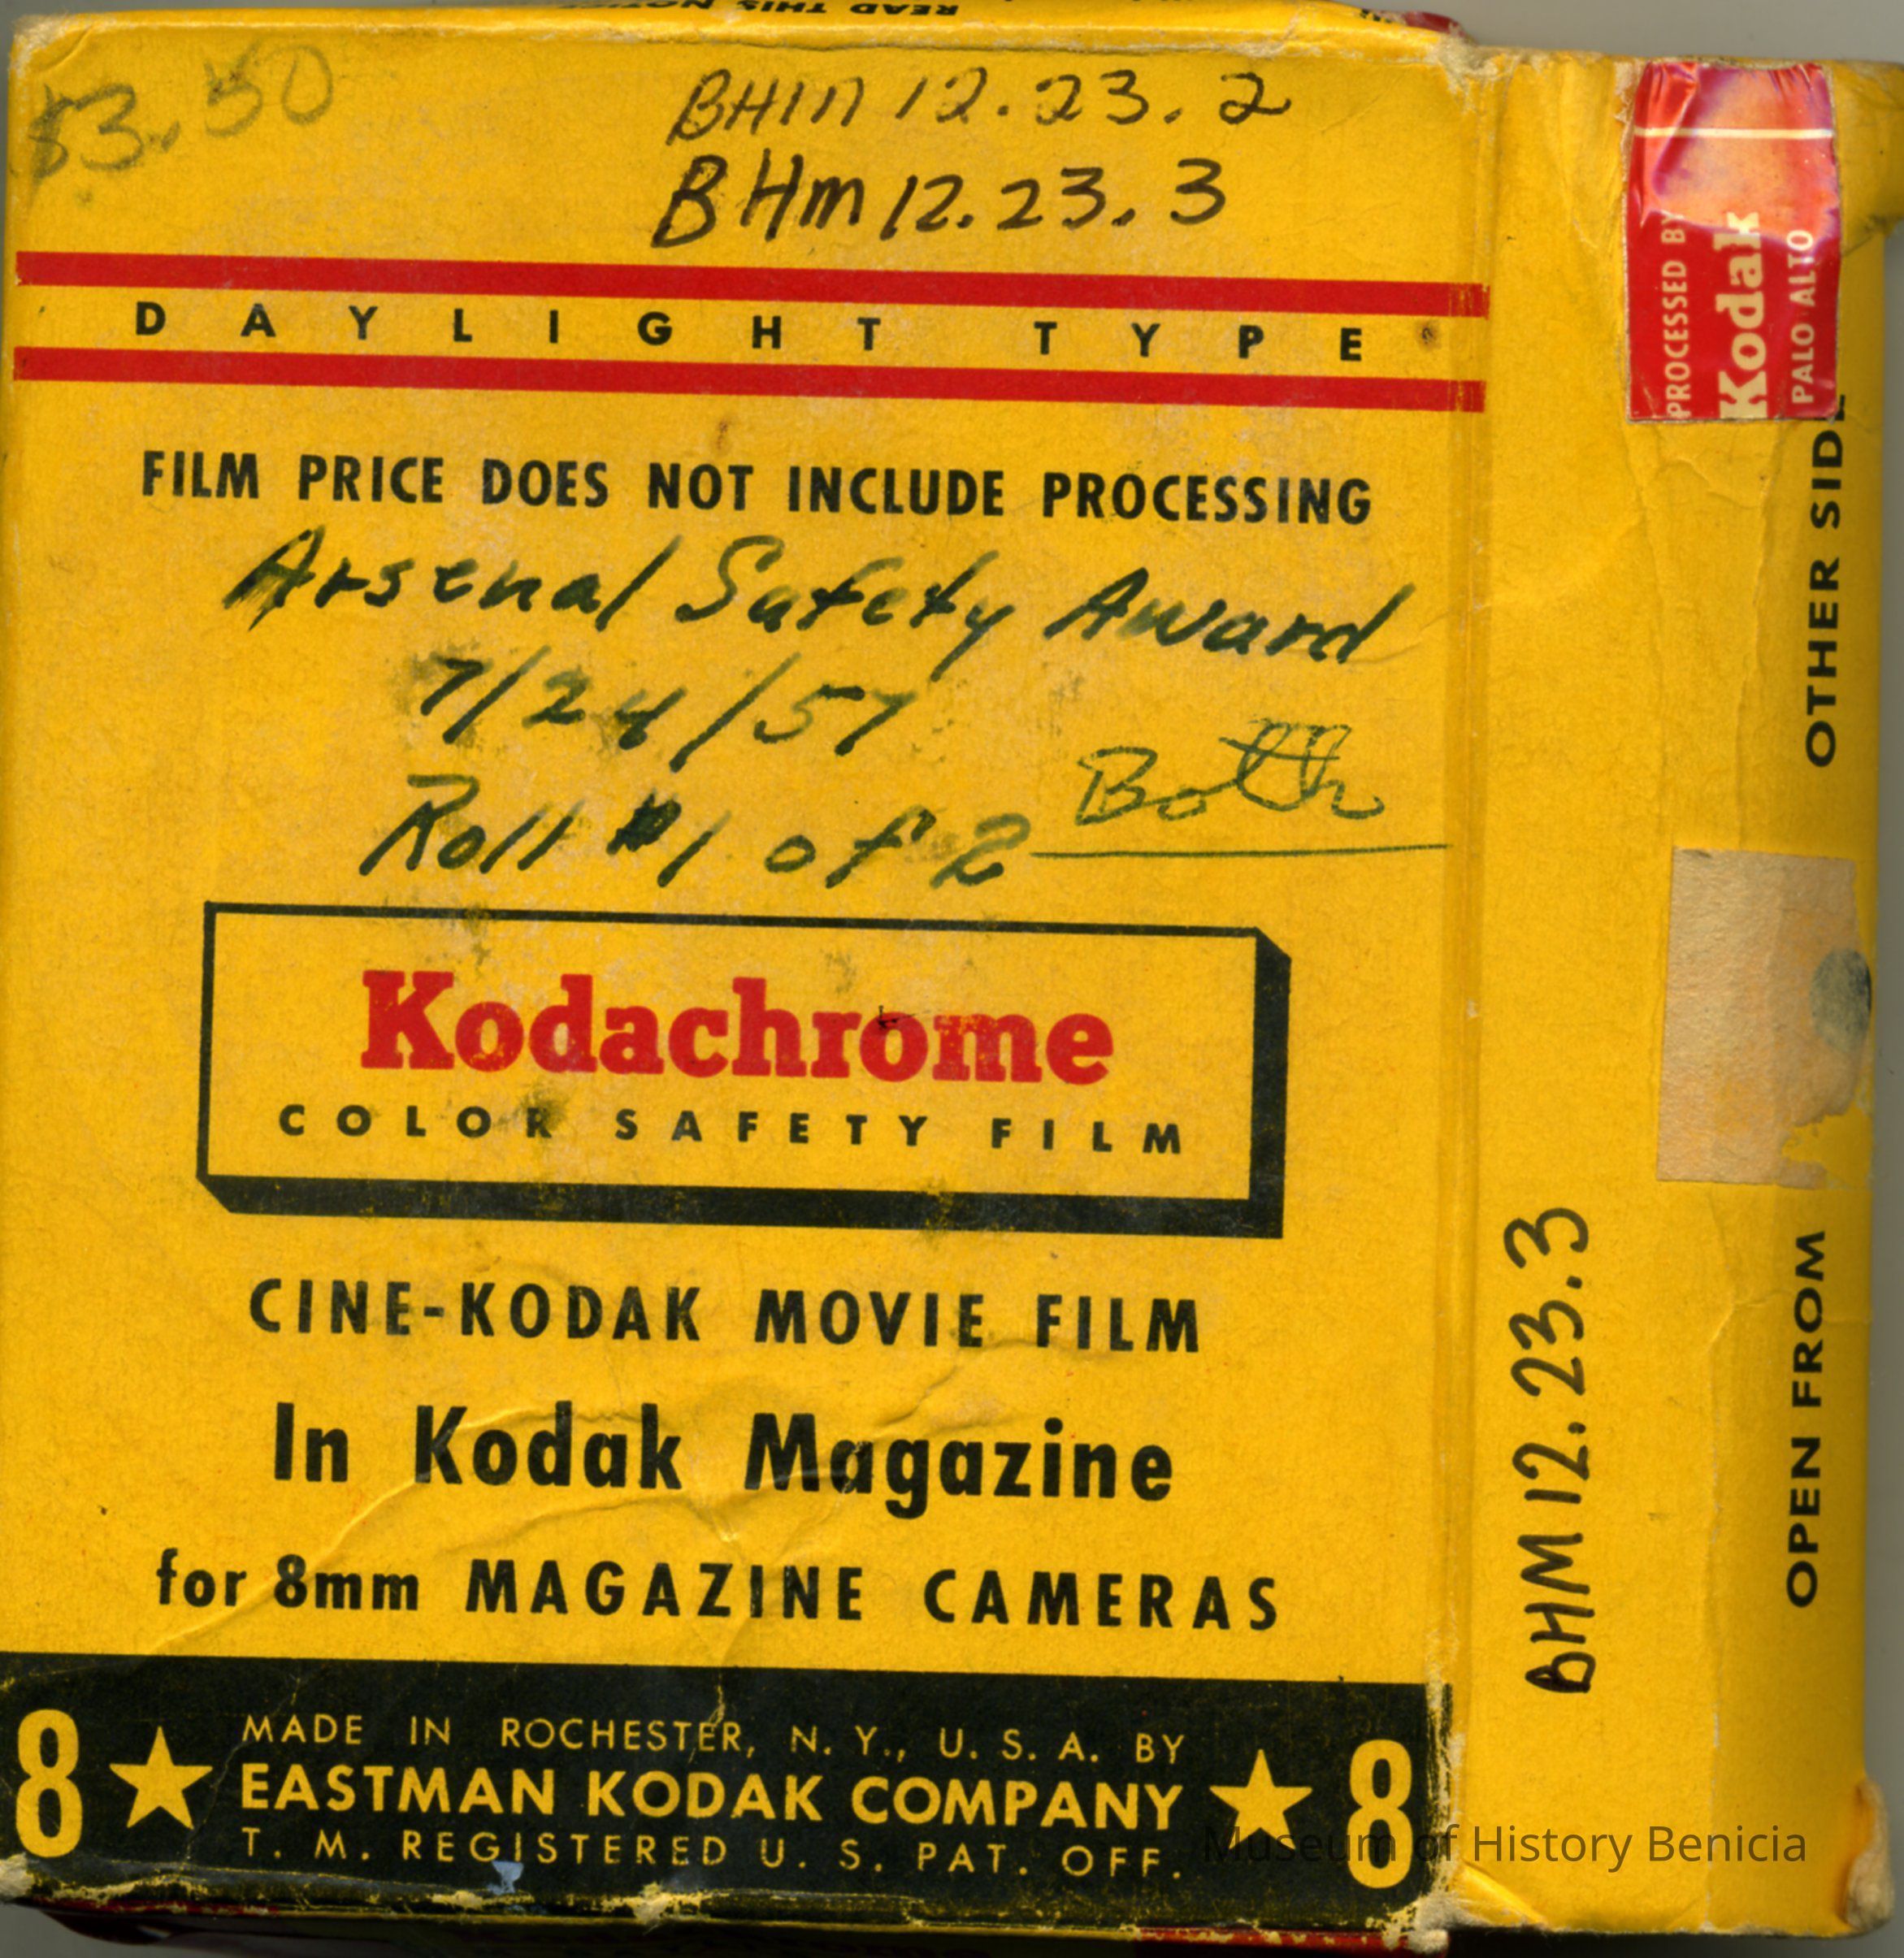 READ THIS NOTICE
$3.50
BHM 12.23.2
BHM 12.23.3
DAYLIGHT TYPE
FILM PRICE DOES NOT INCLUDE PROCESSING
Arsenal Safety Award
7/24/57
Both
Roll #1 of 2
Kodachrome
COLOR SAFETY FILM
CINE-KODAK MOVIE FILM
In Kodak Magazine
for 8mm MAGAZINE CAMERAS
8 ★ MADE IN ROCHESTER, N. Y., U. S. A. BY ★ 8
EASTMAN KODAK COMPANY
T. M. REGISTERED U. S. PAT. OFF.
PROCESSED BY
Kodak
PALO ALTO
OPEN FROM OTHER SIDE
BHM 12.23.3
Museum of History Benicia